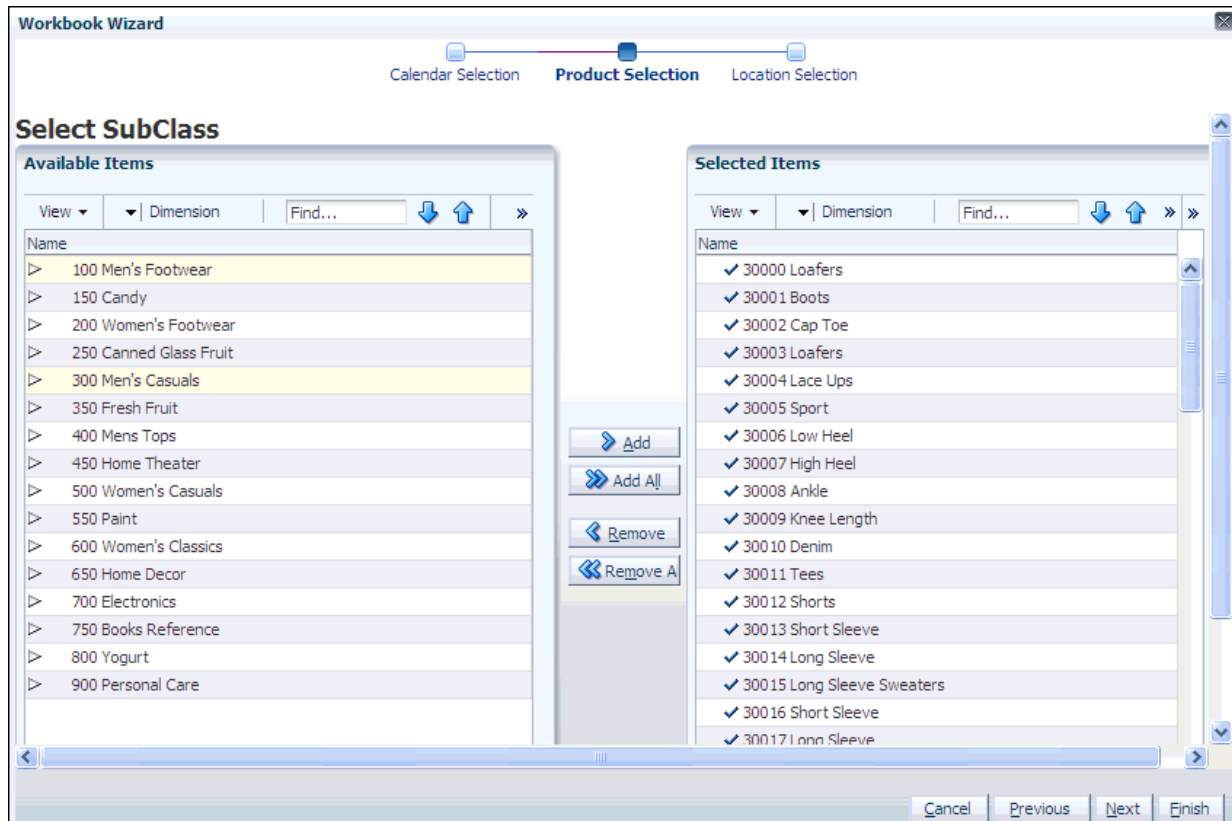 Workbook Wizard
Calendar Selection
Product Selection
Location Selection
Select SubClass
Available Items
View
Dimension
Find...
»
Name
100 Men's Footwear
150 Candy
200 Women's Footwear
250 Canned Glass Fruit
300 Men's Casuals
350 Fresh Fruit
400 Mens Tops
450 Home Theater
500 Women's Casuals
550 Paint
600 Women's Classics
650 Home Decor
700 Electronics
750 Books Reference
800 Yogurt
900 Personal Care
Add
Add All
Remove
Remove A
Selected Items
View
Dimension
Find...
» »
Name
30000 Loafers
30001 Boots
30002 Cap Toe
30003 Loafers
30004 Lace Ups
30005 Sport
30006 Low Heel
30007 High Heel
30008 Ankle
30009 Knee Length
30010 Denim
30011 Tees
30012 Shorts
30013 Short Sleeve
30014 Long Sleeve
30015 Long Sleeve Sweaters
30016 Short Sleeve
30017 Long Sleeve
Cancel
Previous
Next
Finish